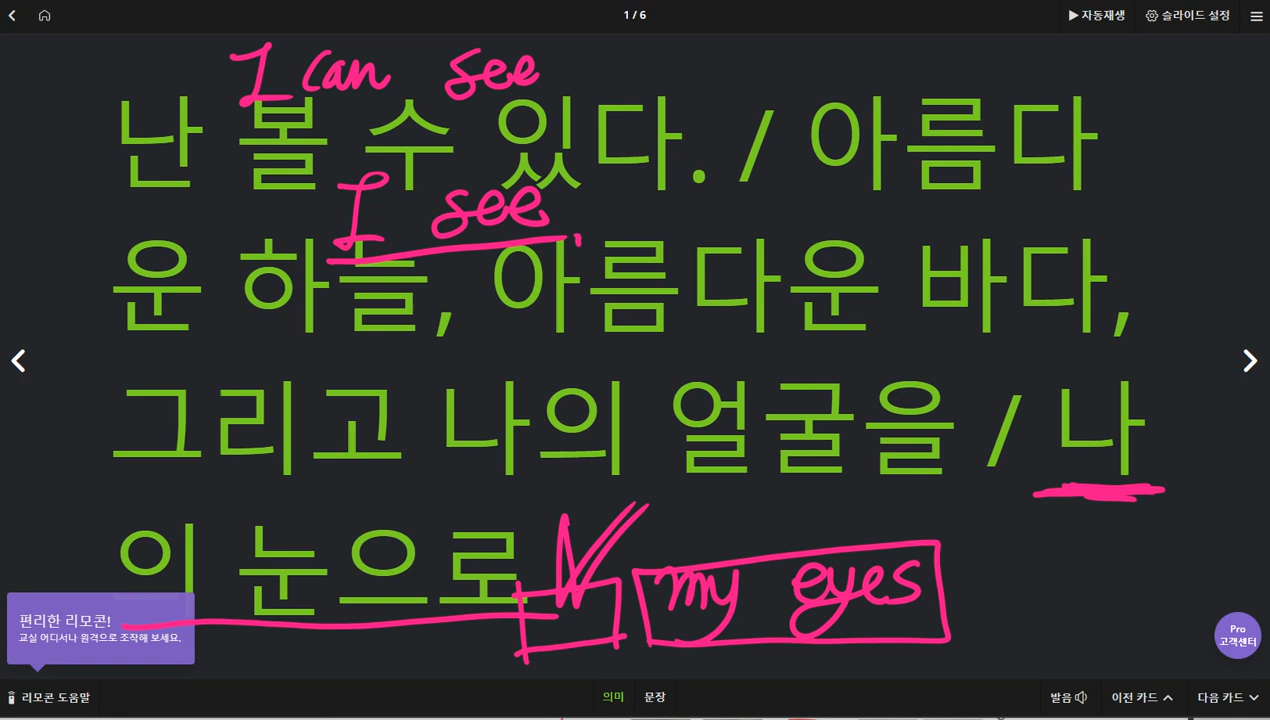 1 / 6
자동재생
슬라이드 설정
I can see
난 볼 수 있다. / 아름다
I see.
운 하늘, 아름다운 바다,
그리고 나의 얼굴을 / 나
의 눈으로
my eyes
편리한 리모콘!
교실 어디서나 원격으로 조작해 보세요.
Pro
고객센터
리모콘 도움말
의미
문장
발음
이전 카드
다음 카드